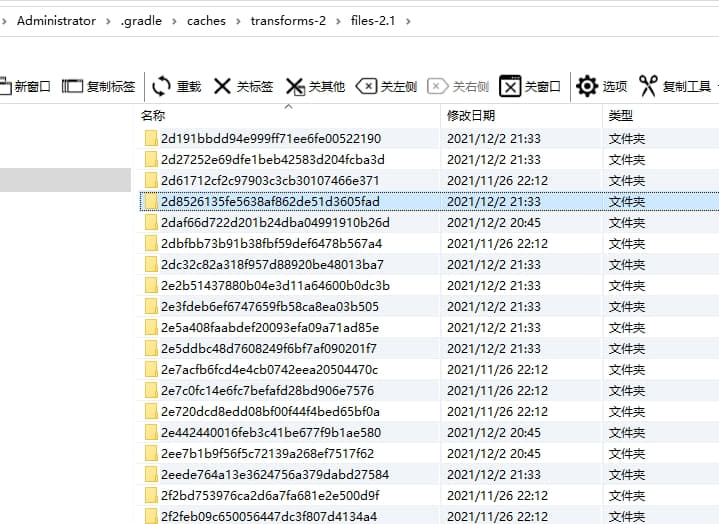 Administrator > .gradle > caches > transforms-2 > files-2.1
新窗口 复制标签 重载 关标签 关其他 关左侧 关右侧 关窗口 选项 复制工具
名称 修改日期 类型
2d191bbdd94e999ff71ee6fe00522190 2021/12/2 21:33 文件夹
2d27252e69dfe1beb42583d204fcba3d 2021/12/2 21:33 文件夹
2d61712cf2c97903c3cb30107466e371 2021/11/26 22:12 文件夹
2d8526135fe5638af862de51d3605fad 2021/12/2 21:33 文件夹
2daf66d722d201b24dba04991910b26d 2021/12/2 20:45 文件夹
2dbfbb73b91b38fbf59def6478b567a4 2021/11/26 22:12 文件夹
2dc32c82a318f957d88920be48013ba7 2021/12/2 21:33 文件夹
2e2b51437880b04e3d11a64600b0dc3b 2021/12/2 21:33 文件夹
2e3fdeb6ef6747659fb58ca8ea03b505 2021/12/2 21:33 文件夹
2e5a408faabdef20093efa09a71ad85e 2021/12/2 21:33 文件夹
2e5ddbc48d7608249f6bf7af090201f7 2021/12/2 21:33 文件夹
2e7acfb6fcd4e4cb0742eea20504470c 2021/11/26 22:12 文件夹
2e7c0fc14e6fc7befafd28bd906e7576 2021/11/26 22:12 文件夹
2e720dcd8edd08bf00f44f4bed65bf0a 2021/11/26 22:12 文件夹
2e442440016feb3c41be677f9b1ae580 2021/12/2 20:45 文件夹
2ee7b1b9f56f5c72139a268ef7517f62 2021/12/2 20:45 文件夹
2eede764a13e3624756a379dabd27584 2021/12/2 21:33 文件夹
2f2bd753976ca2d6a7fa681e2e500d9f 2021/11/26 22:12 文件夹
2f2feb09c650056447dc3f807d4134a4 2021/11/26 22:12 文件夹